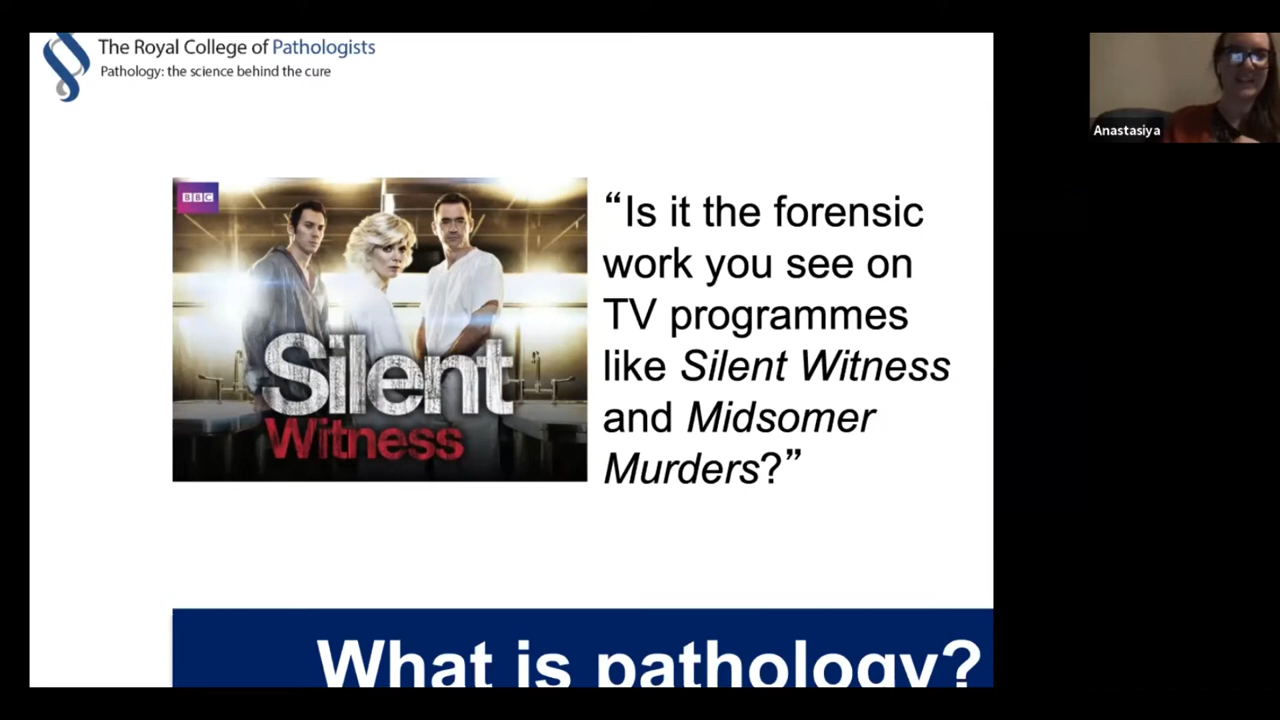 The Royal College of Pathologists
Pathology: the science behind the cure
Anastasiya
BBC
Silent
Witness
“Is it the forensic
work you see on
TV programmes
like Silent Witness
and Midsomer
Murders?”
What is pathology?